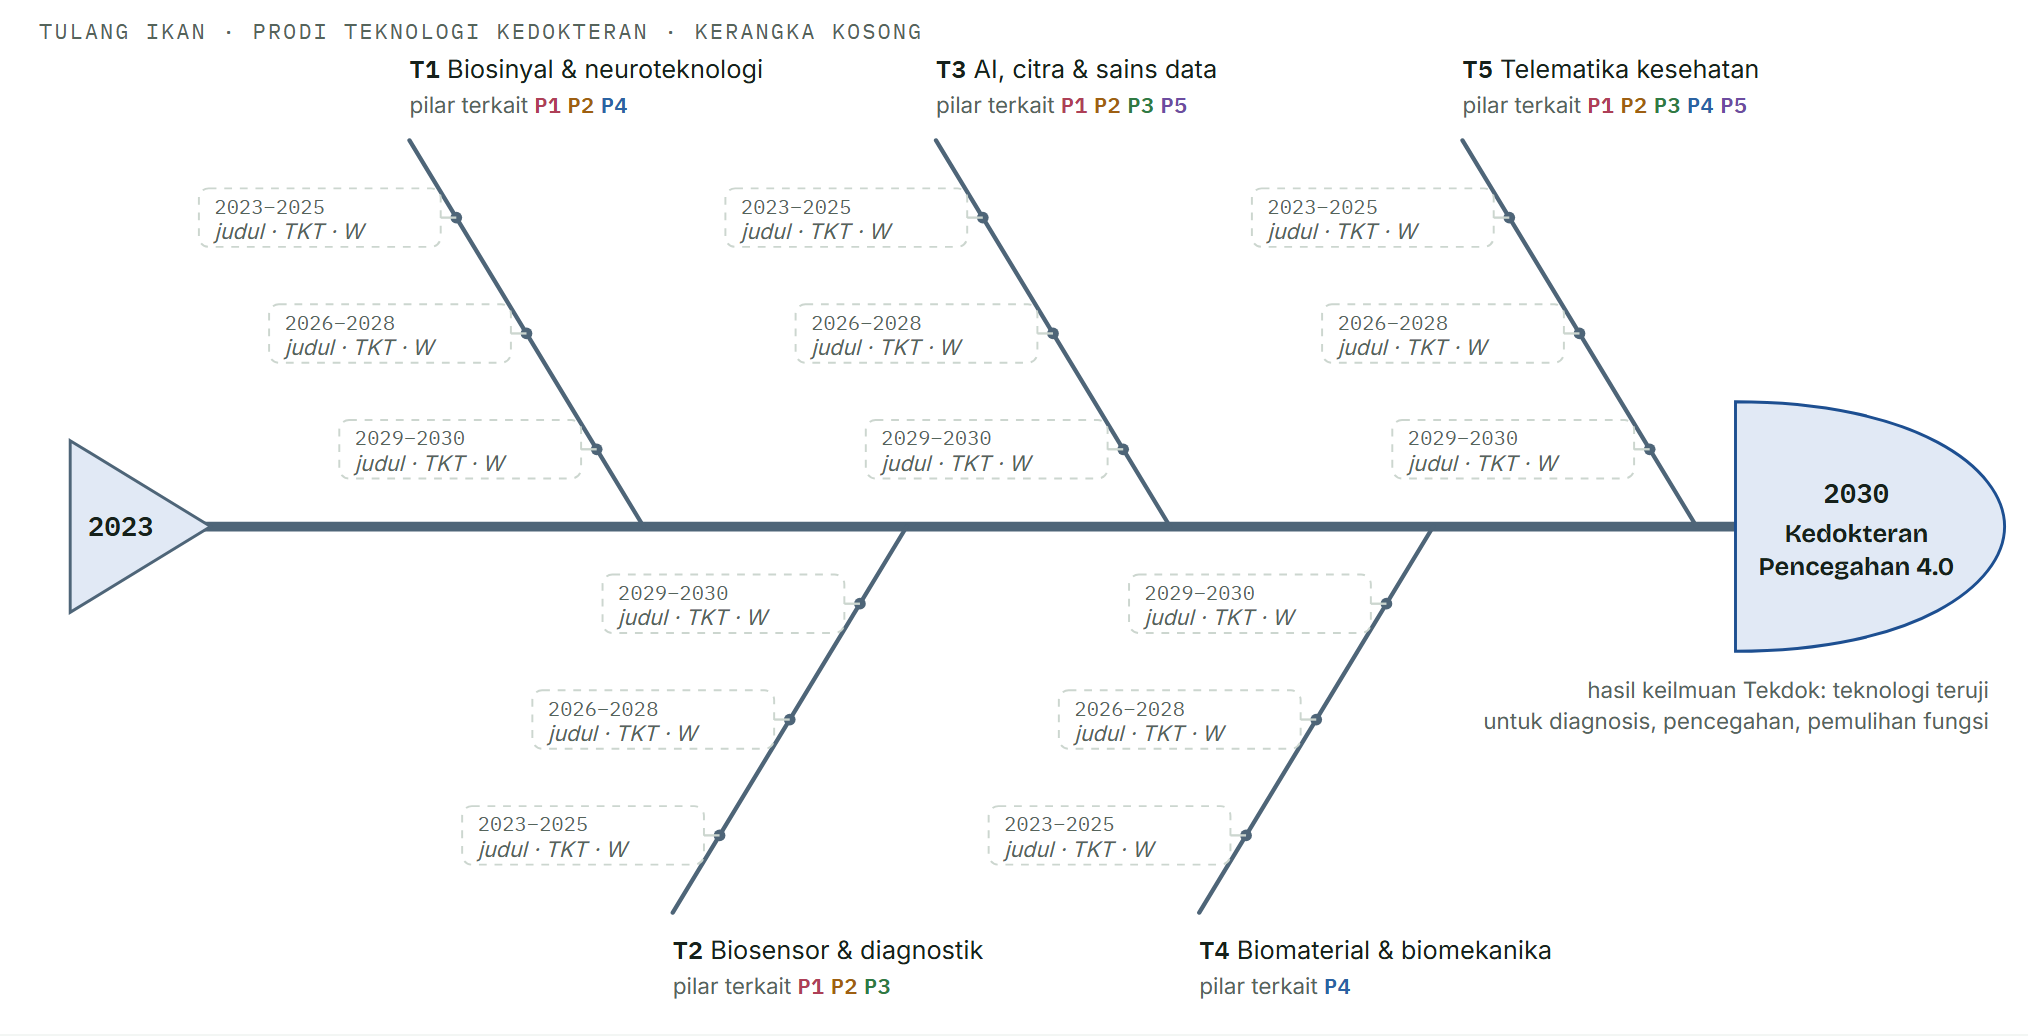 TULANG IKAN · PRODI TEKNOLOGI KEDOKTERAN · KERANGKA KOSONG
T1 Biosinyal & neuroteknologi
pilar terkait P1 P2 P4
T3 AI, citra & sains data
pilar terkait P1 P2 P3 P5
T5 Telematika kesehatan
pilar terkait P1 P2 P3 P4 P5
2023–2025
judul · TKT · W
2023–2025
judul · TKT · W
2023–2025
judul · TKT · W
2026–2028
judul · TKT · W
2026–2028
judul · TKT · W
2026–2028
judul · TKT · W
2029–2030
judul · TKT · W
2029–2030
judul · TKT · W
2029–2030
judul · TKT · W
2023
2030
Kedokteran
Pencegahan 4.0
2029–2030
judul · TKT · W
2029–2030
judul · TKT · W
hasil keilmuan Tekdok: teknologi teruji
untuk diagnosis, pencegahan, pemulihan fungsi
2026–2028
judul · TKT · W
2026–2028
judul · TKT · W
2023–2025
judul · TKT · W
2023–2025
judul · TKT · W
T2 Biosensor & diagnostik
pilar terkait P1 P2 P3
T4 Biomaterial & biomekanika
pilar terkait P4